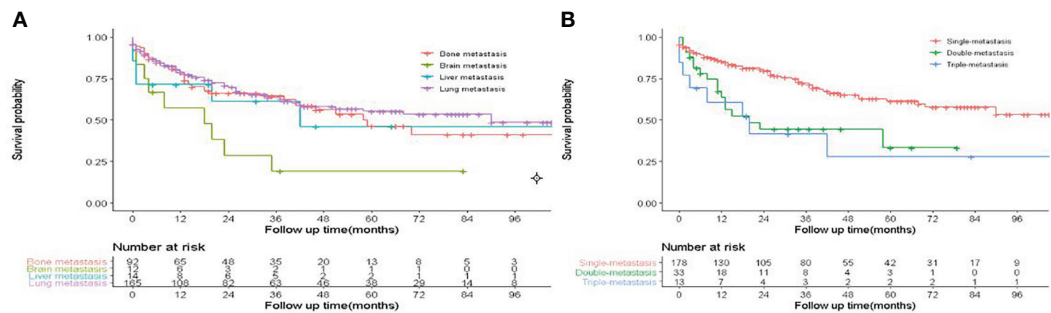 A
Survival probability
1.00
0.75
0.50
0.25
0.00
Bone metastasis
Brain metastasis
Liver metastasis
Lung metastasis
0 12 24 36 48 60 72 84 96
Follow up time(months)
Number at risk
Bone metastasis 92 65 48 35 20 13 8 5 3
Brain metastasis 12 6 3 2 1 1 1 0 0
Liver metastasis 14 8 6 5 2 2 1 1 1
Lung metastasis 165 108 82 63 46 38 29 14 8
0 12 24 36 48 60 72 84 96
Follow up time(months)
B
Survival probability
1.00
0.75
0.50
0.25
0.00
Single-metastasis
Double-metastasis
Triple-metastasis
0 12 24 36 48 60 72 84 96
Follow up time(months)
Number at risk
Single-metastasis 178 130 105 80 55 42 31 17 9
Double-metastasis 33 18 11 8 4 3 1 0 0
Triple-metastasis 13 7 4 3 2 2 2 1 1
0 12 24 36 48 60 72 84 96
Follow up time(months)